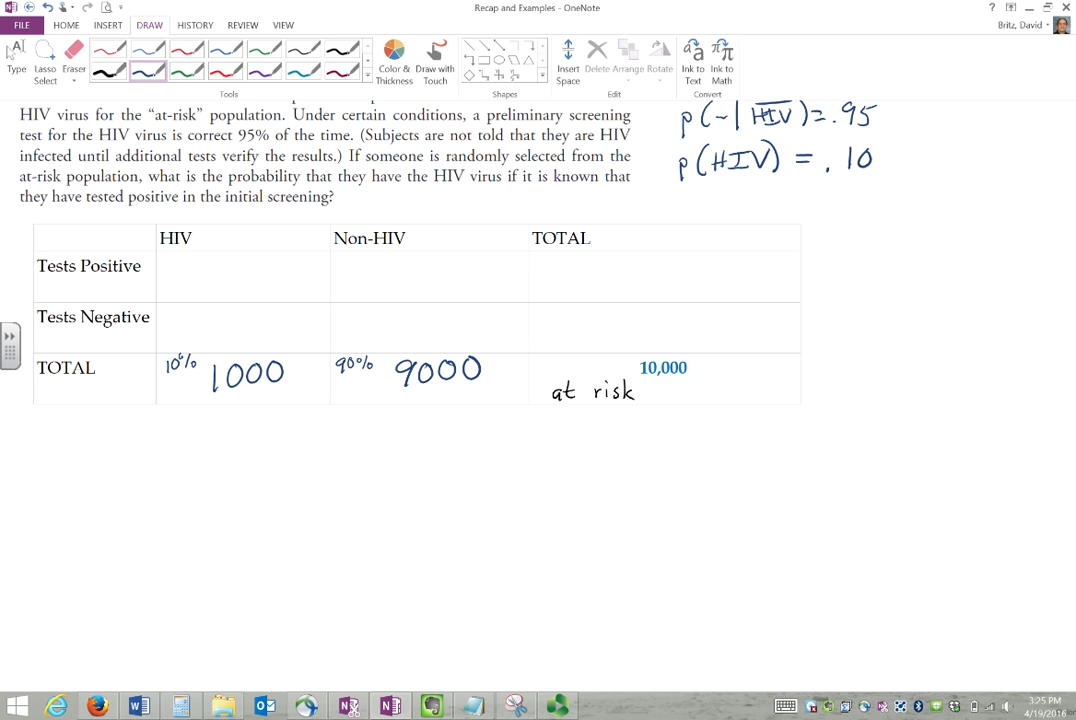 Recap and Examples - OneNote
FILE HOME INSERT DRAW HISTORY REVIEW VIEW
Britz, David
Type Lasso Select Eraser Color & Thickness Draw with Touch Insert Space Delete Arrange Rotate Ink to Text Ink to Math
Tools Shapes Edit Convert
HIV virus for the “at-risk” population. Under certain conditions, a preliminary screening
test for the HIV virus is correct 95% of the time. (Subjects are not told that they are HIV
infected until additional tests verify the results.) If someone is randomly selected from the
at-risk population, what is the probability that they have the HIV virus if it is known that
they have tested positive in the initial screening?
p(-| H̅I̅V̅)=.95
p(HIV) = .10
HIV Non-HIV TOTAL
Tests Positive
Tests Negative
TOTAL 10% 1000 90% 9000 10,000
at risk
3:25 PM
4/19/2016